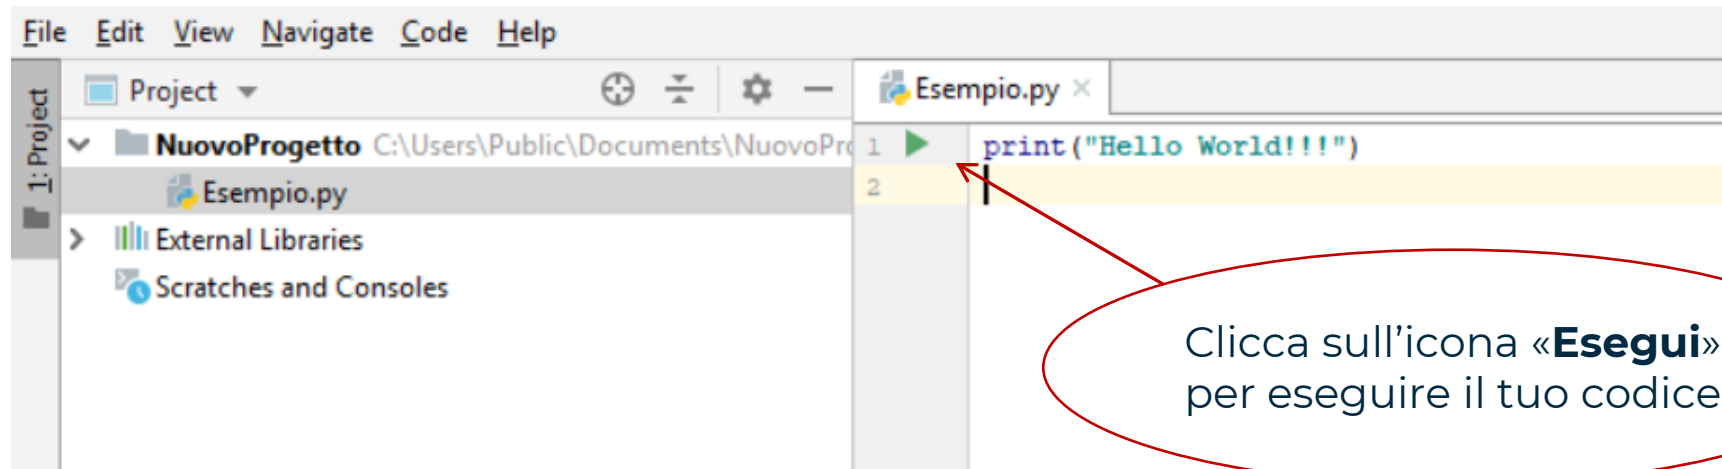 File Edit View Navigate Code Help
1: Project
Project
Esempio.py
NuovoProgetto C:\Users\Public\Documents\NuovoPro
Esempio.py
External Libraries
Scratches and Consoles
1 print("Hello World!!!")
2
Clicca sull’icona «Esegui»
per eseguire il tuo codice